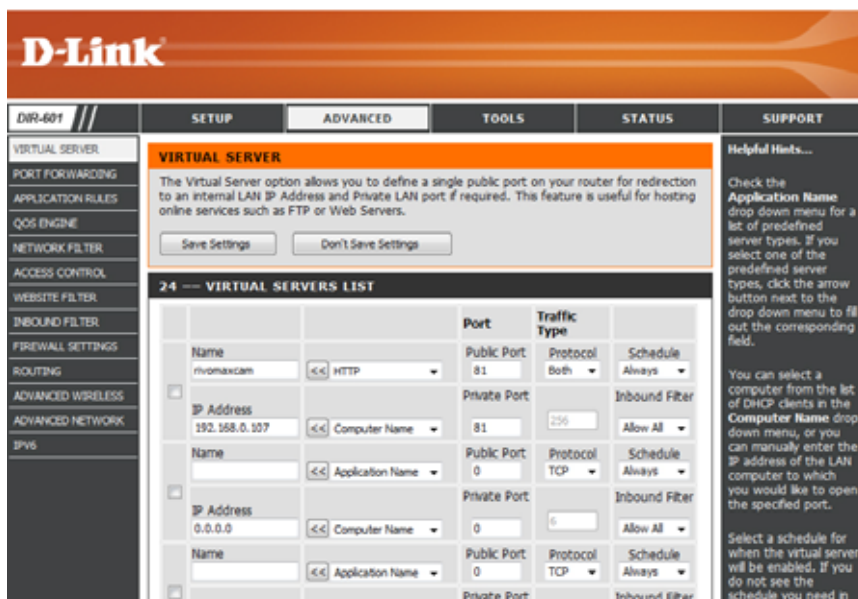 D-Link
DIR-601
SETUP
ADVANCED
TOOLS
STATUS
SUPPORT
VIRTUAL SERVER
PORT FORWARDING
APPLICATION RULES
QOS ENGINE
NETWORK FILTER
ACCESS CONTROL
WEBSITE FILTER
INBOUND FILTER
FIREWALL SETTINGS
ROUTING
ADVANCED WIRELESS
ADVANCED NETWORK
IPV6
VIRTUAL SERVER
The Virtual Server option allows you to define a single public port on your router for redirection
to an internal LAN IP Address and Private LAN port if required. This feature is useful for hosting
online services such as FTP or Web Servers.
Save Settings
Don't Save Settings
24 -- VIRTUAL SERVERS LIST
Port
Traffic
Type
Name
Public Port
Protocol
Schedule
rivomaxcam
<<
HTTP
81
Both
Always
IP Address
Private Port
Inbound Filter
192.168.0.107
<<
Computer Name
81
256
Allow All
Name
Public Port
Protocol
Schedule
<<
Application Name
0
TCP
Always
IP Address
Private Port
Inbound Filter
0.0.0.0
<<
Computer Name
0
6
Allow All
Name
Public Port
Protocol
Schedule
<<
Application Name
0
TCP
Always
Private Port
Inbound Filter
Helpful Hints...
Check the
Application Name
drop down menu for a
list of predefined
server types. If you
select one of the
predefined server
types, click the arrow
button next to the
drop down menu to fill
out the corresponding
field.
You can select a
computer from the list
of DHCP clients in the
Computer Name drop
down menu, or you
can manually enter the
IP address of the LAN
computer to which
you would like to open
the specified port.
Select a schedule for
when the virtual server
will be enabled. If you
do not see the
schedule you need in